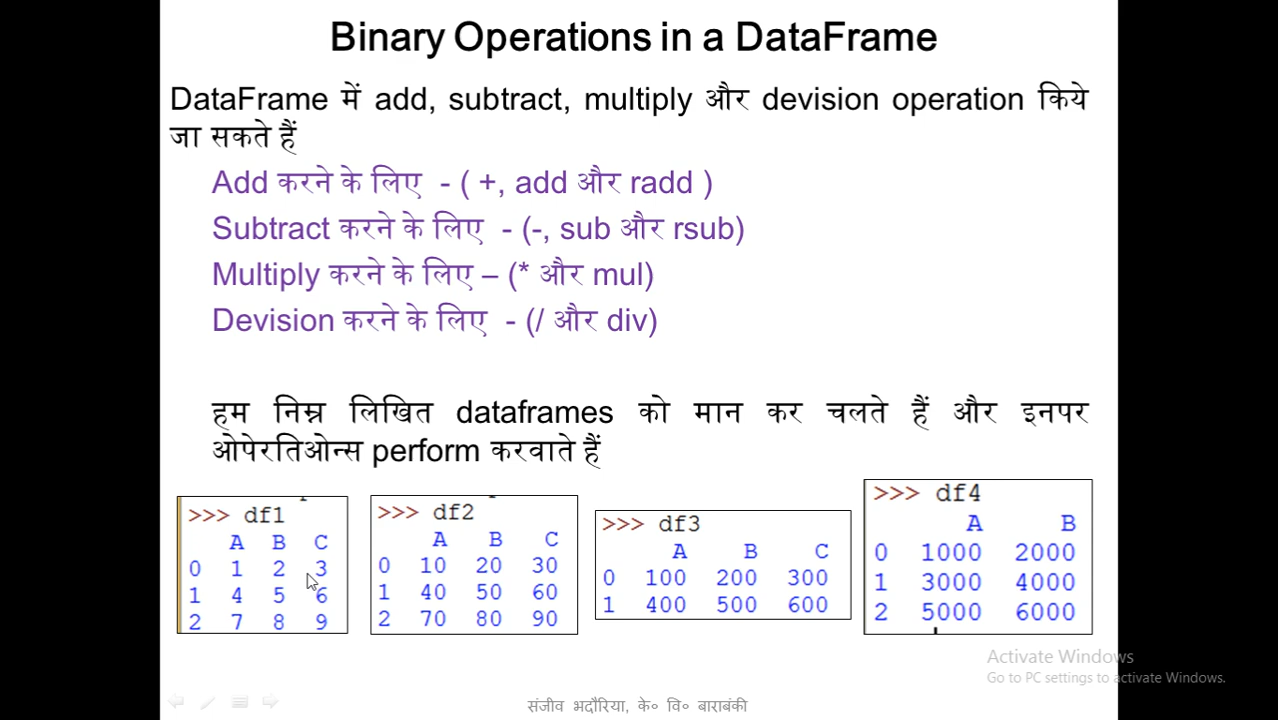 Binary Operations in a DataFrame
DataFrame में add, subtract, multiply और devision operation किये
जा सकते हैं
Add करने के लिए - ( +, add और radd )
Subtract करने के लिए - (-, sub और rsub)
Multiply करने के लिए – (* और mul)
Devision करने के लिए - (/ और div)
हम निम्न लिखित dataframes को मान कर चलते हैं और इनपर
ओपेरतिओन्स perform करवाते हैं
>>> df1
A B C
0 1 2 3
1 4 5 6
2 7 8 9
>>> df2
A B C
0 10 20 30
1 40 50 60
2 70 80 90
>>> df3
A B C
0 100 200 300
1 400 500 600
>>> df4
A B
0 1000 2000
1 3000 4000
2 5000 6000
Activate Windows
Go to PC settings to activate Windows.
संजीव भदौरिया, के० वि० बाराबंकी